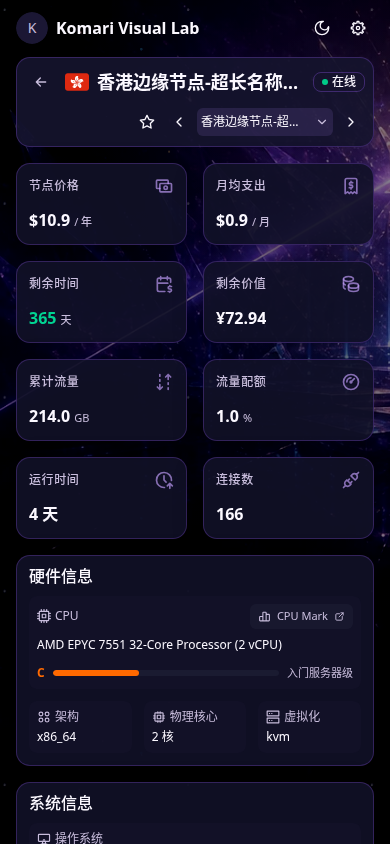 K Komari Visual Lab
香港边缘节点-超长名称... 在线
香港边缘节点-超...
节点价格
$10.9 / 年
月均支出
$0.9 / 月
剩余时间
365 天
剩余价值
¥72.94
累计流量
214.0 GB
流量配额
1.0 %
运行时间
4 天
连接数
166
硬件信息
CPU
CPU Mark
AMD EPYC 7551 32-Core Processor (2 vCPU)
C 入门服务器级
架构
x86_64
物理核心
2 核
虚拟化
kvm
系统信息
操作系统